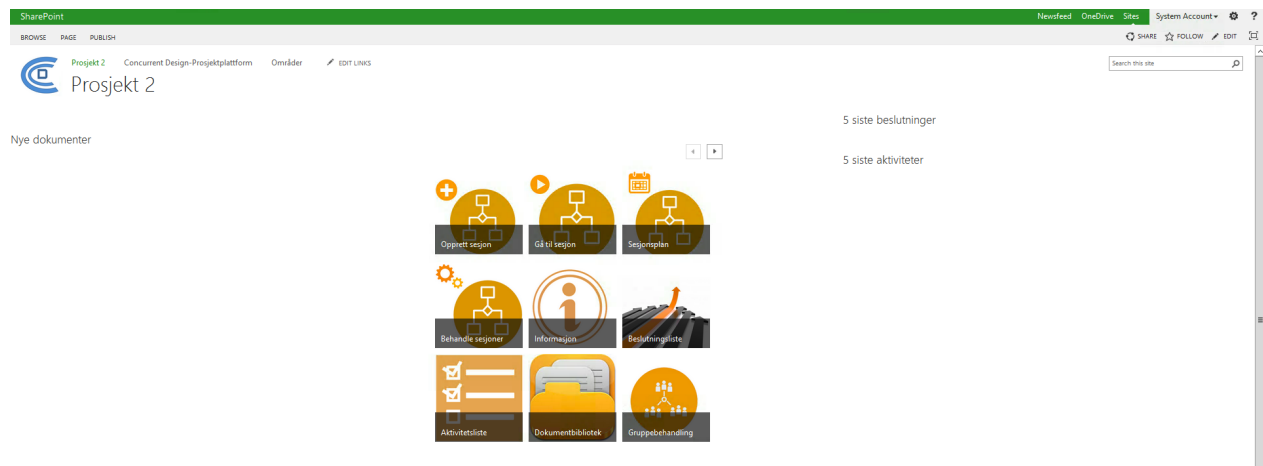 SharePoint
Newsfeed OneDrive Sites System Account ?
BROWSE PAGE PUBLISH
SHARE FOLLOW EDIT
Prosjekt 2 Concurrent Design-Prosjektplattform Områder EDIT LINKS
Search this site
Prosjekt 2
5 siste beslutninger
Nye dokumenter
5 siste aktiviteter
Opprett sesjon Gå til sesjon Sesjonsplan
Behandle sesjoner Informasjon Beslutningsliste
Aktivitetsliste Dokumentbibliotek Gruppebehandling